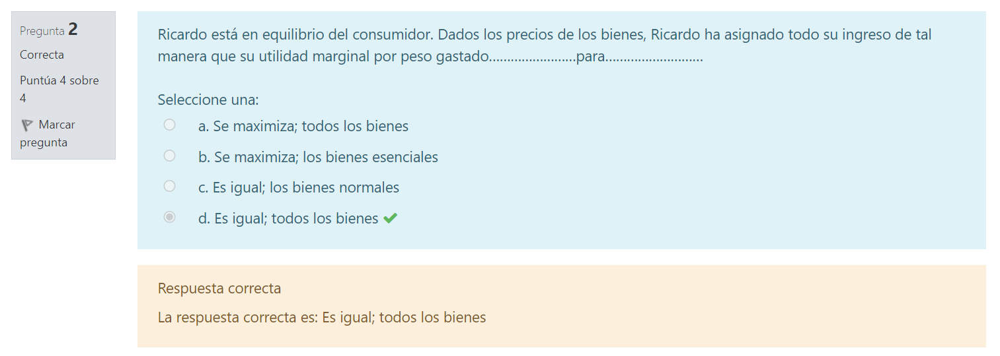 Pregunta 2
Correcta
Puntúa 4 sobre
4
Marcar
pregunta
Ricardo está en equilibrio del consumidor. Dados los precios de los bienes, Ricardo ha asignado todo su ingreso de tal
manera que su utilidad marginal por peso gastado........................para...........................
Seleccione una:
a. Se maximiza; todos los bienes
b. Se maximiza; los bienes esenciales
c. Es igual; los bienes normales
d. Es igual; todos los bienes
Respuesta correcta
La respuesta correcta es: Es igual; todos los bienes